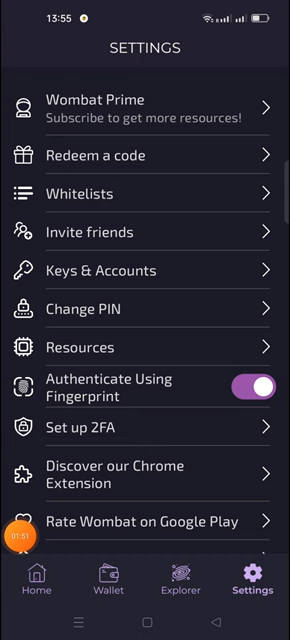 13:55
SETTINGS
Wombat Prime
Subscribe to get more resources!
Redeem a code
Whitelists
Invite friends
Keys & Accounts
Change PIN
Resources
Authenticate Using
Fingerprint
Set up 2FA
Discover our Chrome
Extension
Rate Wombat on Google Play
01:51
Home Wallet Explorer Settings